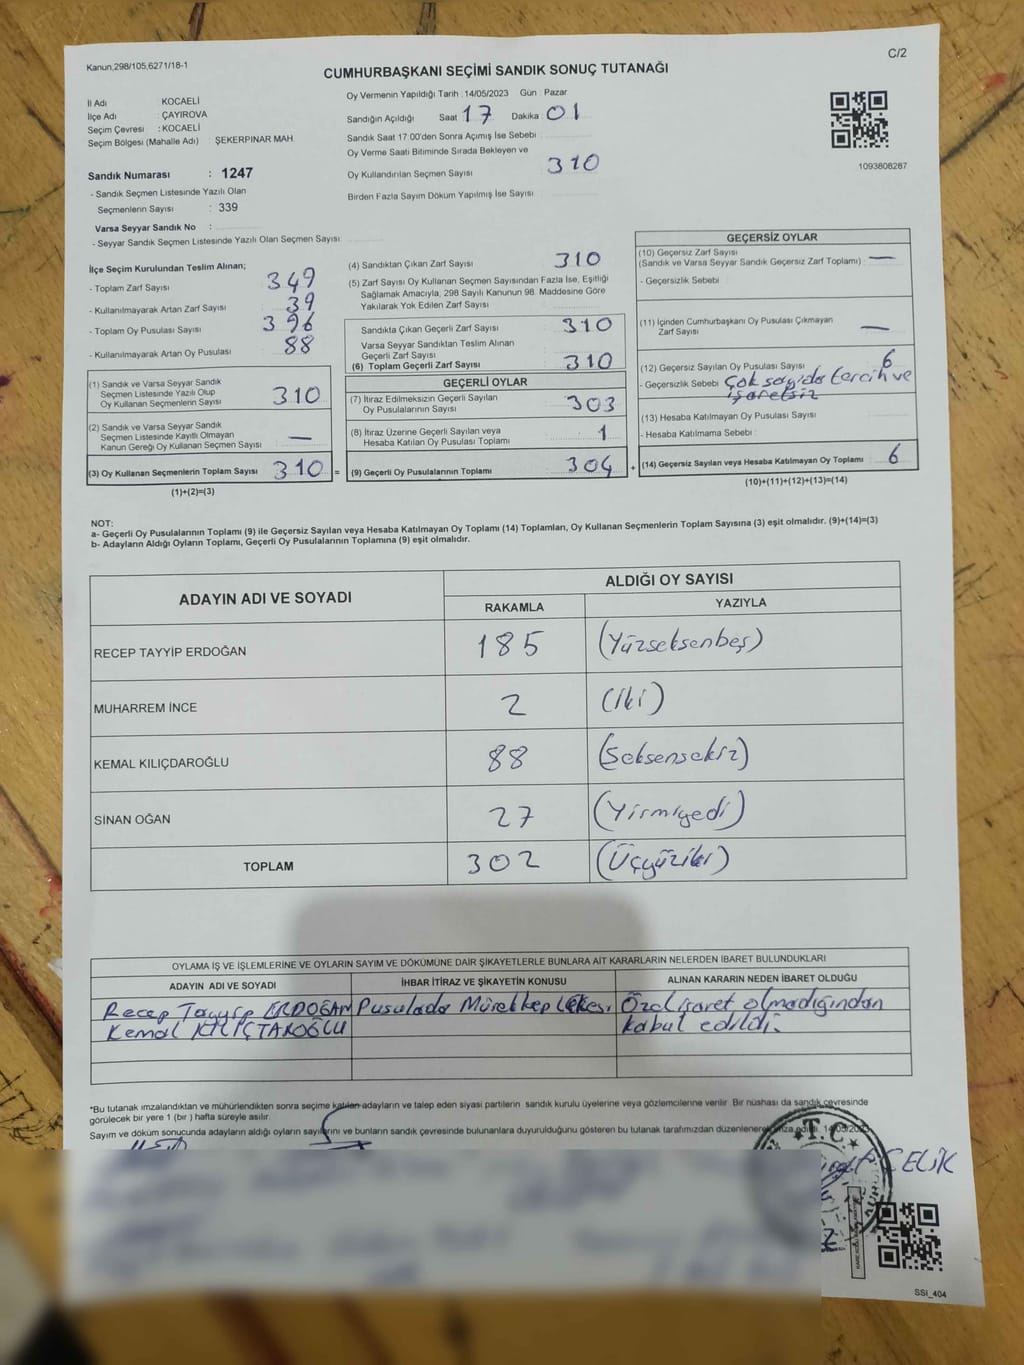 Kanun,298/105,6271/18-1
C/2
CUMHURBAŞKANI SEÇİMİ SANDIK SONUÇ TUTANAĞI
İl Adı : KOCAELİ
İlçe Adı : ÇAYIROVA
Seçim Çevresi : KOCAELİ
Seçim Bölgesi (Mahalle Adı) ŞEKERPINAR MAH.
Sandık Numarası : 1247
- Sandık Seçmen Listesinde Yazılı Olan
Seçmenlerin Sayısı : 339
Varsa Seyyar Sandık No :
- Seyyar Sandık Seçmen Listesinde Yazılı Olan Seçmen Sayısı:
Oy Vermenin Yapıldığı Tarih : 14/05/2023 Gün : Pazar
Sandığın Açıldığı Saat 17 Dakika 01
Sandık Saat 17:00'den Sonra Açımış İse Sebebi :
Oy Verme Saati Bitiminde Sırada Bekleyen ve
Oy Kullandırılan Seçmen Sayısı : 310
Birden Fazla Sayım Döküm Yapılmış İse Sayısı :
1093808287
İlçe Seçim Kurulundan Teslim Alınan;
- Toplam Zarf Sayısı : 349
- Kullanılmayarak Artan Zarf Sayısı : 39
- Toplam Oy Pusulası Sayısı : 396
- Kullanılmayarak Artan Oy Pusulası : 88
(1) Sandık ve Varsa Seyyar Sandık
Seçmen Listesinde Yazılı Olup
Oy Kullanan Seçmenlerin Sayısı : 310
(2) Sandık ve Varsa Seyyar Sandık
Seçmen Listesinde Kayıtlı Olmayan
Kanun Gereği Oy Kullanan Seçmen Sayısı : —
(3) Oy Kullanan Seçmenlerin Toplam Sayısı : 310 =
(1)+(2)=(3)
(4) Sandıktan Çıkan Zarf Sayısı : 310
(5) Zarf Sayısı Oy Kullanan Seçmen Sayısından Fazla İse, Eşitliği
Sağlamak Amacıyla, 298 Sayılı Kanunun 98. Maddesine Göre
Yakılarak Yok Edilen Zarf Sayısı :
Sandıkta Çıkan Geçerli Zarf Sayısı : 310
Varsa Seyyar Sandıktan Teslim Alınan
Geçerli Zarf Sayısı :
(6) Toplam Geçerli Zarf Sayısı : 310
GEÇERLİ OYLAR
(7) İtiraz Edilmeksizin Geçerli Sayılan
Oy Pusulalarının Sayısı : 303
(8) İtiraz Üzerine Geçerli Sayılan veya
Hesaba Katılan Oy Pusulası Toplamı : 1
(9) Geçerli Oy Pusulalarının Toplamı : 304 +
GEÇERSİZ OYLAR
(10) Geçersiz Zarf Sayısı
(Sandık ve Varsa Seyyar Sandık Geçersiz Zarf Toplamı) : —
- Geçersizlik Sebebi :
(11) İçinden Cumhurbaşkanı Oy Pusulası Çıkmayan
Zarf Sayısı : —
(12) Geçersiz Sayılan Oy Pusulası Sayısı : 6
- Geçersizlik Sebebi : Çok sayıda tercih ve
işaretsiz
(13) Hesaba Katılmayan Oy Pusulası Sayısı :
- Hesaba Katılmama Sebebi :
(14) Geçersiz Sayılan veya Hesaba Katılmayan Oy Toplamı : 6
(10)+(11)+(12)+(13)=(14)
NOT:
a- Geçerli Oy Pusulalarının Toplamı (9) ile Geçersiz Sayılan veya Hesaba Katılmayan Oy Toplamı (14) Toplamları, Oy Kullanan Seçmenlerin Toplam Sayısına (3) eşit olmalıdır. (9)+(14)=(3)
b- Adayların Aldığı Oyların Toplamı, Geçerli Oy Pusulalarının Toplamına (9) eşit olmalıdır.
ADAYIN ADI VE SOYADI
ALDIĞI OY SAYISI
RAKAMLA YAZIYLA
RECEP TAYYİP ERDOĞAN 185 (Yüzseksenbeş)
MUHARREM İNCE 2 (İki)
KEMAL KILIÇDAROĞLU 88 (Seksensekiz)
SİNAN OĞAN 27 (Yirmiyedi)
TOPLAM 302 (Üçyüziki)
OYLAMA İŞ VE İŞLEMLERİNE VE OYLARIN SAYIM VE DÖKÜMÜNE DAİR ŞİKAYETLERLE BUNLARA AİT KARARLARIN NELERDEN İBARET BULUNDUKLARI
ADAYIN ADI VE SOYADI İHBAR İTİRAZ VE ŞİKAYETİN KONUSU ALINAN KARARIN NEDEN İBARET OLDUĞU
Recep Tayyip ERDOĞAN Pusulada Mürekkep Lekesi Özel işaret olmadığından
Kemal KILIÇTAROĞLU kabul edildi.
*Bu tutanak imzalandıktan ve mühürlendikten sonra seçime katılan adayların ve talep eden siyasi partilerin sandık kurulu üyelerine veya gözlemcilerine verilir. Bir nüshası da sandık çevresinde
görülecek bir yere 1 (bir ) hafta süreyle asılır.
Sayım ve döküm sonucunda adayların aldığı oyların sayılarını ve bunların sandık çevresinde bulunanlara duyurulduğunu gösteren bu tutanak tarafımızdan düzenlenerek imza edildi. 14/05/2023
T.C.
ÇELİK
SSI_404